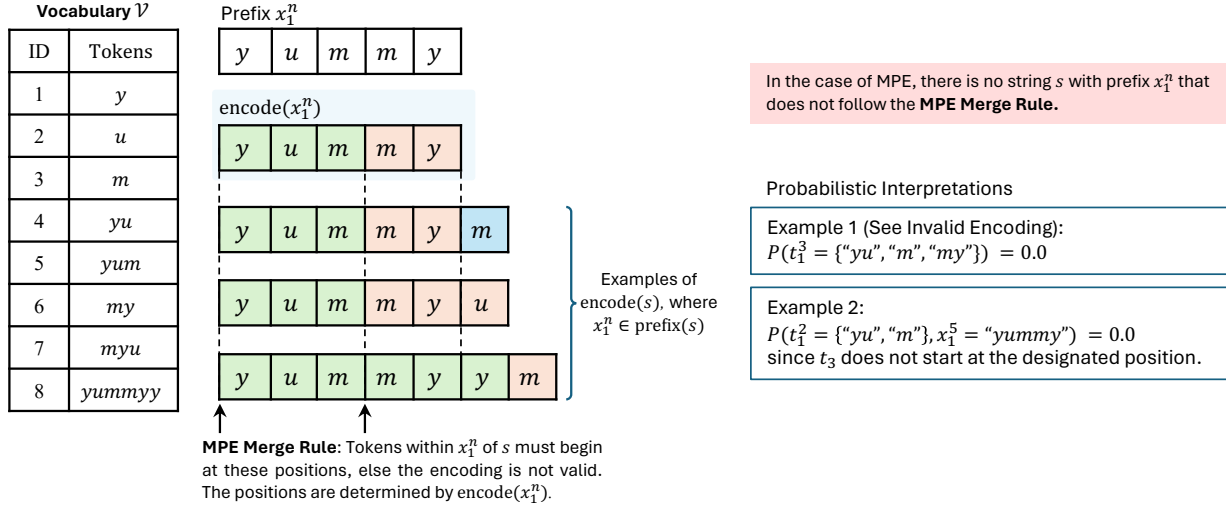 Vocabulary 𝒱
ID Tokens
1 y
2 u
3 m
4 yu
5 yum
6 my
7 myu
8 yummyy
Prefix x₁ⁿ
y u m m y
encode(x₁ⁿ)
y u m m y
y u m m y m
y u m m y u
y u m m y y m
Examples of
encode(s), where
x₁ⁿ ∈ prefix(s)
MPE Merge Rule: Tokens within x₁ⁿ of s must begin
at these positions, else the encoding is not valid.
The positions are determined by encode(x₁ⁿ).
In the case of MPE, there is no string s with prefix x₁ⁿ that
does not follow the MPE Merge Rule.
Probabilistic Interpretations
Example 1 (See Invalid Encoding):
P(t₁³ = {“yu”, “m”, “my”}) = 0.0
Example 2:
P(t₁² = {“yu”, “m”}, x₁⁵ = “yummy”) = 0.0
since t₃ does not start at the designated position.